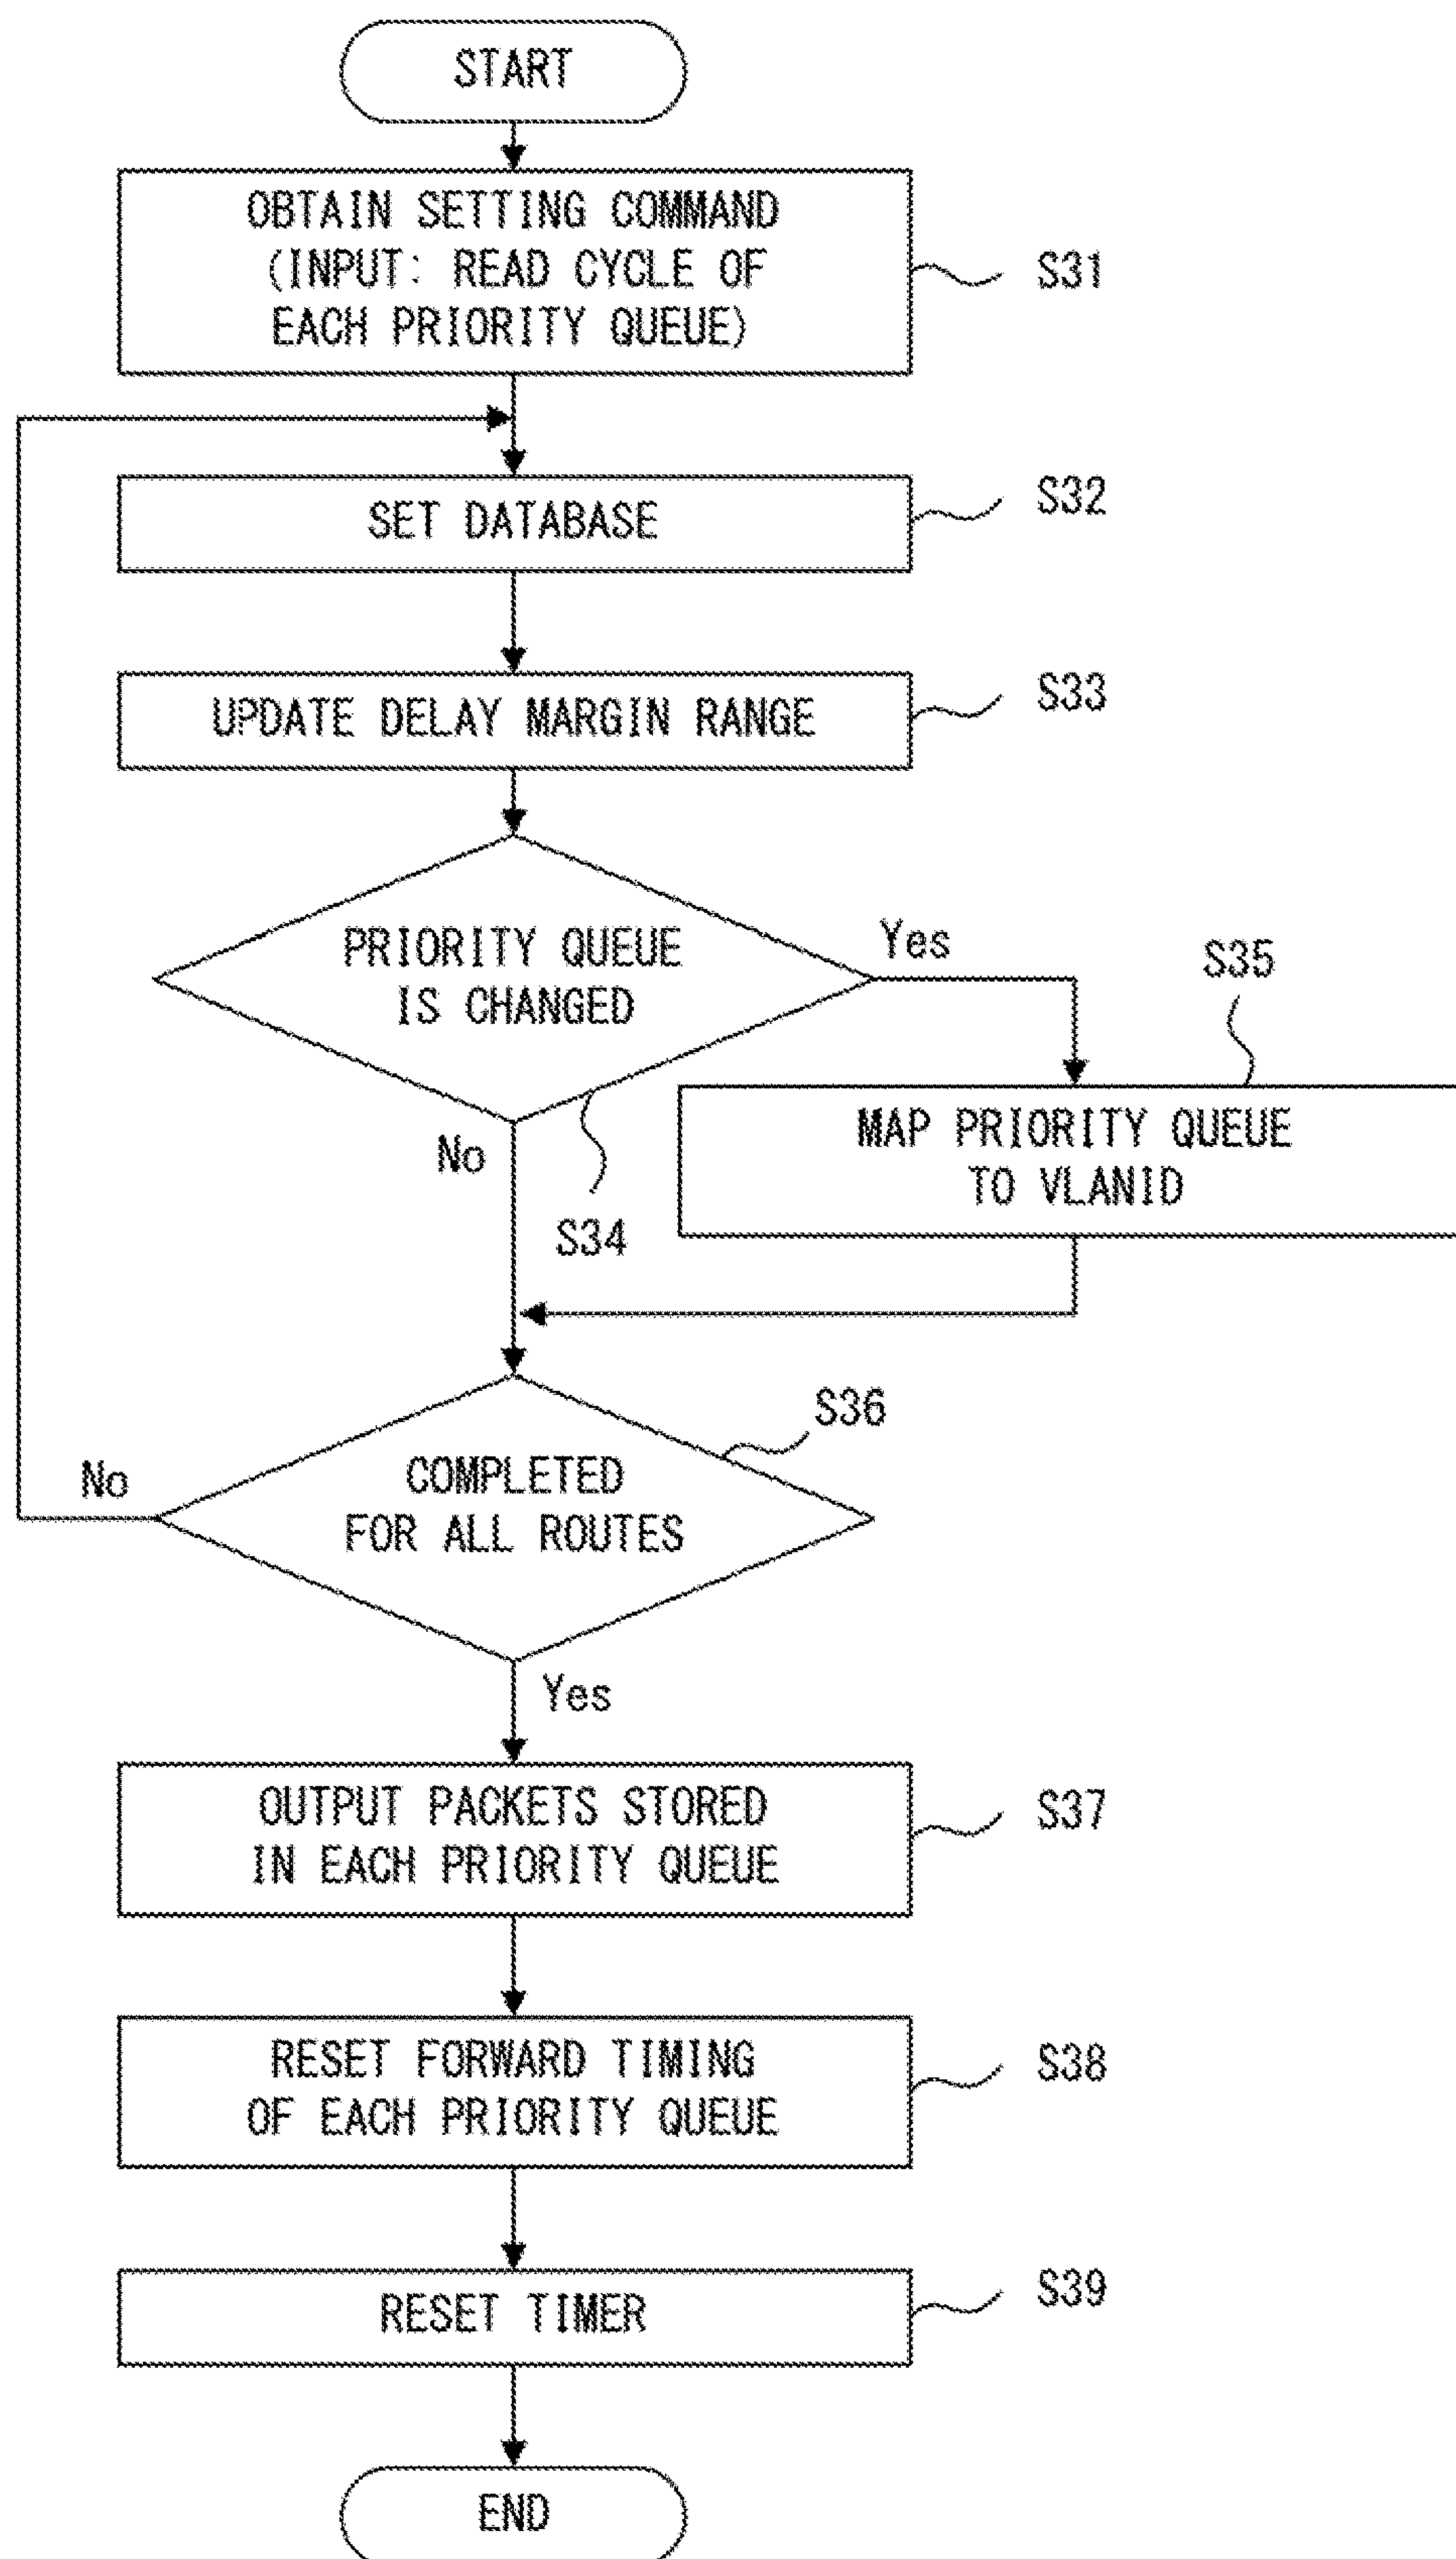 START
OBTAIN SETTING COMMAND
(INPUT: READ CYCLE OF
EACH PRIORITY QUEUE)
S31
SET DATABASE
S32
UPDATE DELAY MARGIN RANGE
S33
PRIORITY QUEUE
IS CHANGED
Yes
No
S34
S35
MAP PRIORITY QUEUE
TO VLANID
S36
COMPLETED
FOR ALL ROUTES
No
Yes
OUTPUT PACKETS STORED
IN EACH PRIORITY QUEUE
S37
RESET FORWARD TIMING
OF EACH PRIORITY QUEUE
S38
RESET TIMER
S39
END